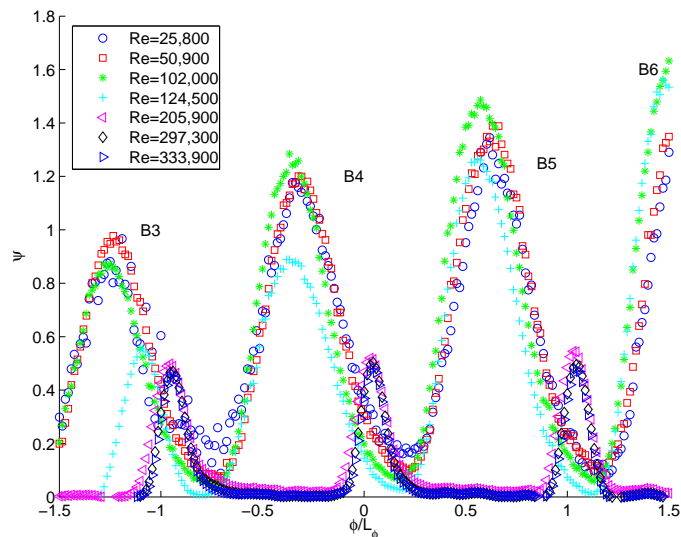 1.8
1.6
1.4
1.2
1
0.8
0.6
0.4
0.2
0
ψ
Re=25,800
Re=50,900
Re=102,000
Re=124,500
Re=205,900
Re=297,300
Re=333,900
B3
B4
B5
B6
−1.5 −1 −0.5 0 0.5 1 1.5
ϕ/L_ϕ